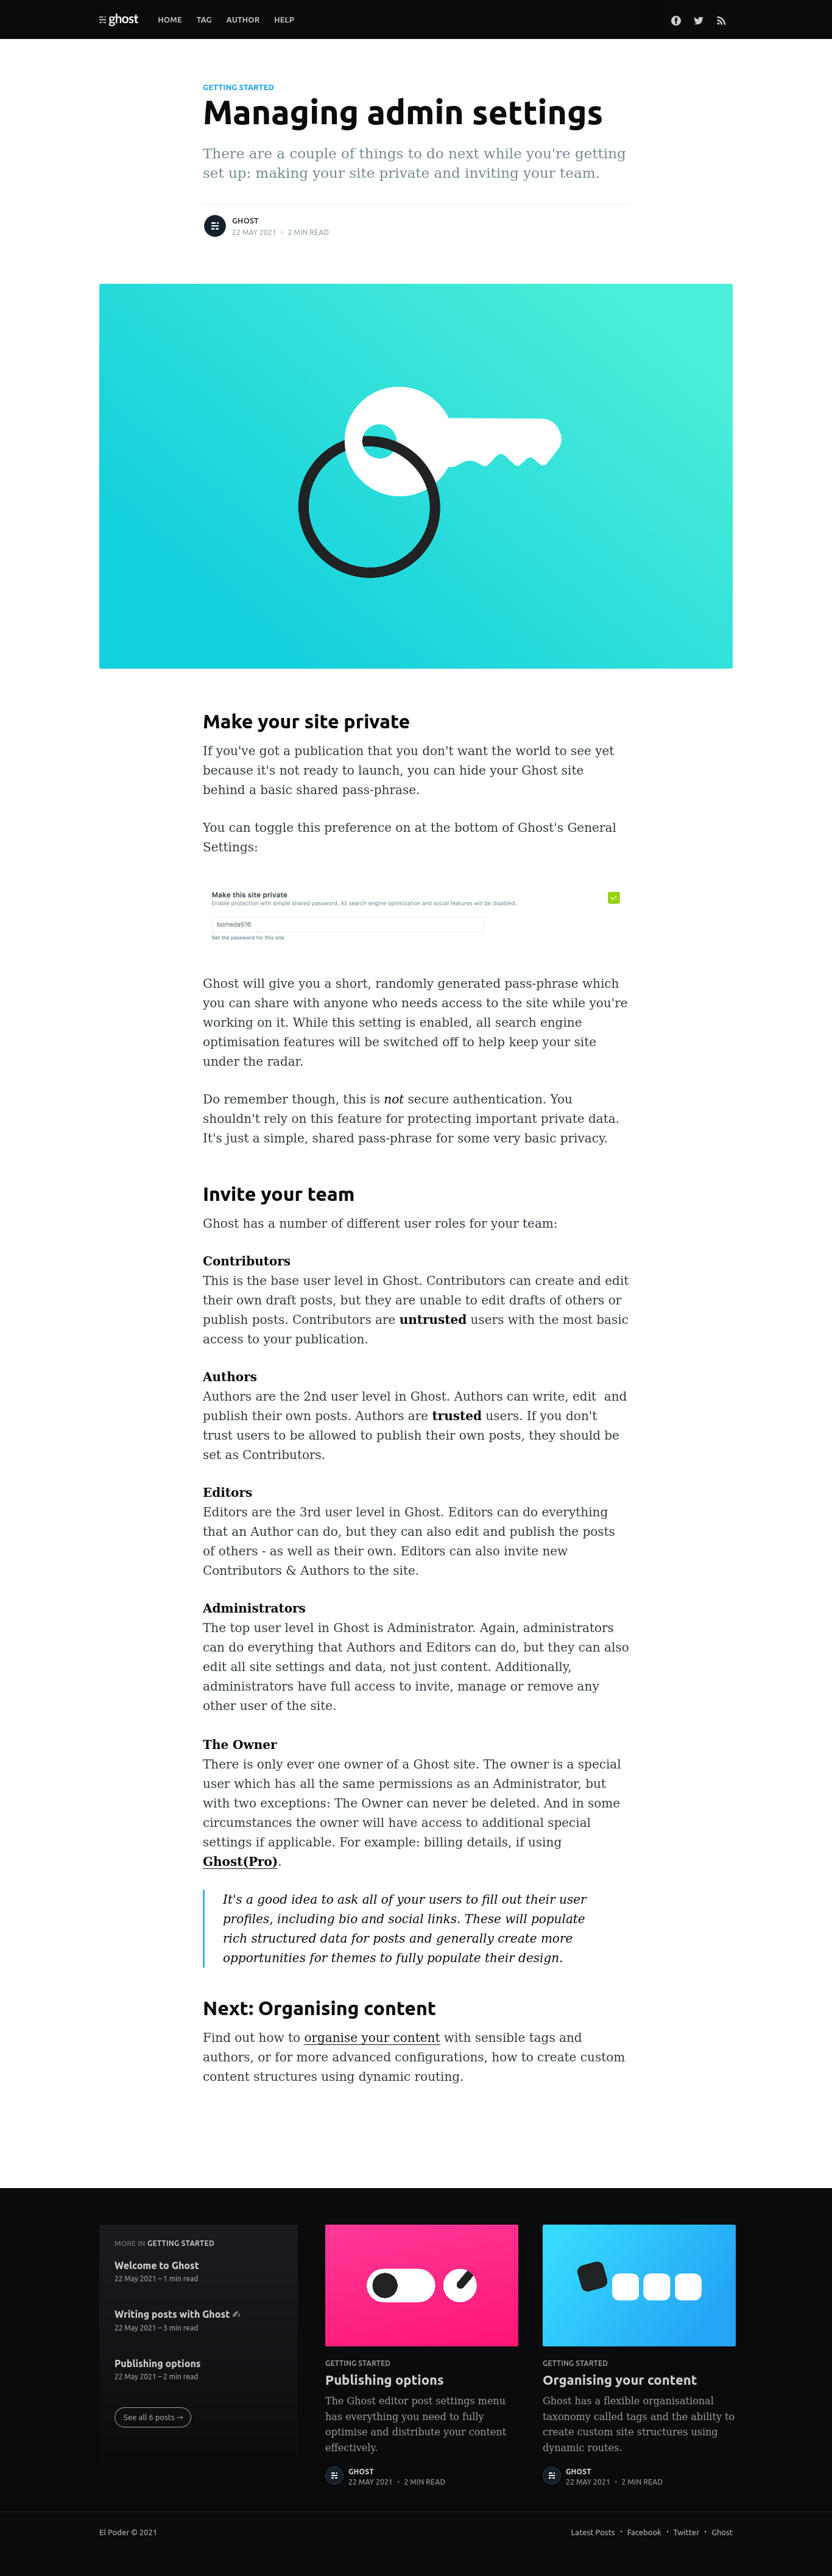 ghost HOME TAG AUTHOR HELP
GETTING STARTED
Managing admin settings
There are a couple of things to do next while you're getting
set up: making your site private and inviting your team.
GHOST
22 MAY 2021 • 2 MIN READ
Make your site private
If you've got a publication that you don't want the world to see yet
because it's not ready to launch, you can hide your Ghost site
behind a basic shared pass-phrase.
You can toggle this preference on at the bottom of Ghost's General
Settings:
Make this site private
Enable protection with simple shared password. All search engine optimization and social features will be disabled.
bomeda516
Set the password for this site
Ghost will give you a short, randomly generated pass-phrase which
you can share with anyone who needs access to the site while you're
working on it. While this setting is enabled, all search engine
optimisation features will be switched off to help keep your site
under the radar.
Do remember though, this is not secure authentication. You
shouldn't rely on this feature for protecting important private data.
It's just a simple, shared pass-phrase for some very basic privacy.
Invite your team
Ghost has a number of different user roles for your team:
Contributors
This is the base user level in Ghost. Contributors can create and edit
their own draft posts, but they are unable to edit drafts of others or
publish posts. Contributors are untrusted users with the most basic
access to your publication.
Authors
Authors are the 2nd user level in Ghost. Authors can write, edit  and
publish their own posts. Authors are trusted users. If you don't
trust users to be allowed to publish their own posts, they should be
set as Contributors.
Editors
Editors are the 3rd user level in Ghost. Editors can do everything
that an Author can do, but they can also edit and publish the posts
of others - as well as their own. Editors can also invite new
Contributors & Authors to the site.
Administrators
The top user level in Ghost is Administrator. Again, administrators
can do everything that Authors and Editors can do, but they can also
edit all site settings and data, not just content. Additionally,
administrators have full access to invite, manage or remove any
other user of the site.
The Owner
There is only ever one owner of a Ghost site. The owner is a special
user which has all the same permissions as an Administrator, but
with two exceptions: The Owner can never be deleted. And in some
circumstances the owner will have access to additional special
settings if applicable. For example: billing details, if using
Ghost(Pro).
It's a good idea to ask all of your users to fill out their user
profiles, including bio and social links. These will populate
rich structured data for posts and generally create more
opportunities for themes to fully populate their design.
Next: Organising content
Find out how to organise your content with sensible tags and
authors, or for more advanced configurations, how to create custom
content structures using dynamic routing.
MORE IN GETTING STARTED
Welcome to Ghost
22 May 2021 – 1 min read
Writing posts with Ghost ✍️
22 May 2021 – 3 min read
Publishing options
22 May 2021 – 2 min read
See all 6 posts →
GETTING STARTED
Publishing options
The Ghost editor post settings menu
has everything you need to fully
optimise and distribute your content
effectively.
GHOST
22 MAY 2021 • 2 MIN READ
GETTING STARTED
Organising your content
Ghost has a flexible organisational
taxonomy called tags and the ability to
create custom site structures using
dynamic routes.
GHOST
22 MAY 2021 • 2 MIN READ
El Poder © 2021
Latest Posts • Facebook • Twitter • Ghost